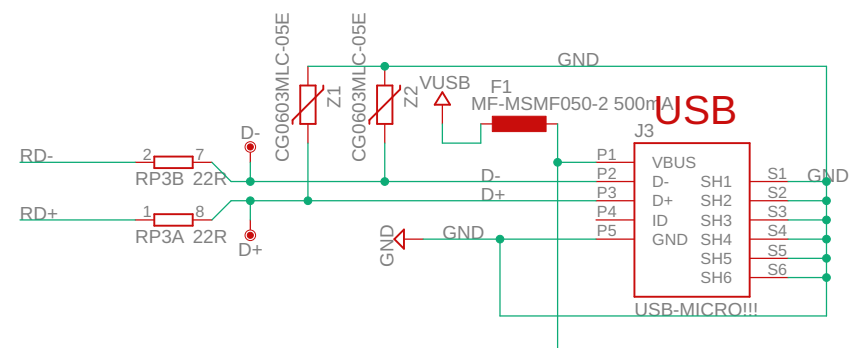 CG0603MLC-05E
Z1
CG0603MLC-05E
Z2
GND
VUSB
F1
MF-MSMF050-2 500mA
USB
J3
D-
RD-
2
7
RP3B
22R
D-
P1
VBUS
P2
D-
SH1
S1
GND
D+
P3
D+
SH2
S2
RD+
1
8
RP3A
22R
D+
P4
ID
SH3
S3
GND
GND
P5
GND
SH4
S4
SH5
S5
SH6
S6
USB-MICRO!!!